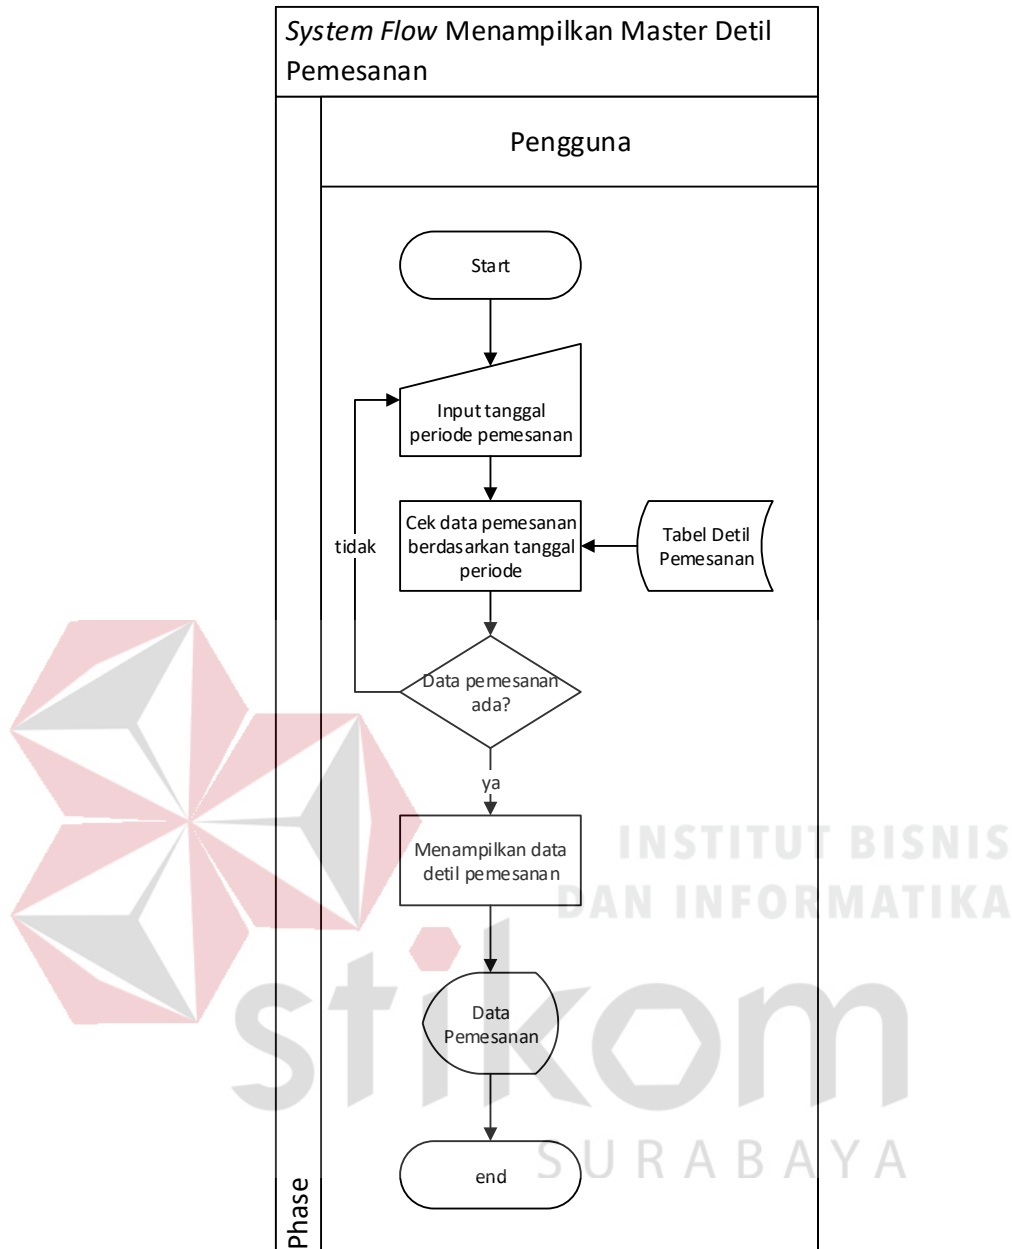 System Flow Menampilkan Master Detil
Pemesanan
Pengguna
Start
Input tanggal
periode pemesanan
Cek data pemesanan
berdasarkan tanggal
periode
Tabel Detil
Pemesanan
tidak
Data pemesanan
ada?
ya
Menampilkan data
detil pemesanan
Data
Pemesanan
end
Phase
INSTITUT BISNIS
DAN INFORMATIKA
stikom
SURABAYA